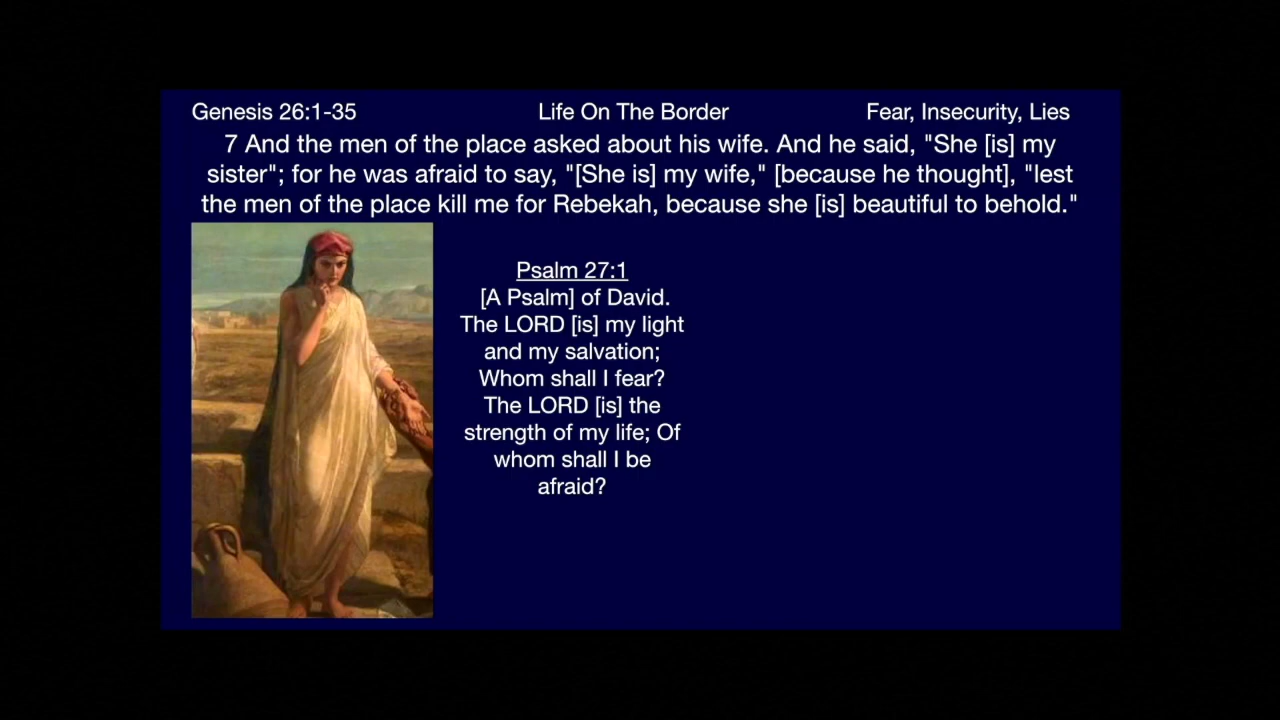 Genesis 26:1-35 Life On The Border Fear, Insecurity, Lies
7 And the men of the place asked about his wife. And he said, "She [is] my
sister"; for he was afraid to say, "[She is] my wife," [because he thought], "lest
the men of the place kill me for Rebekah, because she [is] beautiful to behold."
Psalm 27:1
[A Psalm] of David.
The LORD [is] my light
and my salvation;
Whom shall I fear?
The LORD [is] the
strength of my life; Of
whom shall I be
afraid?